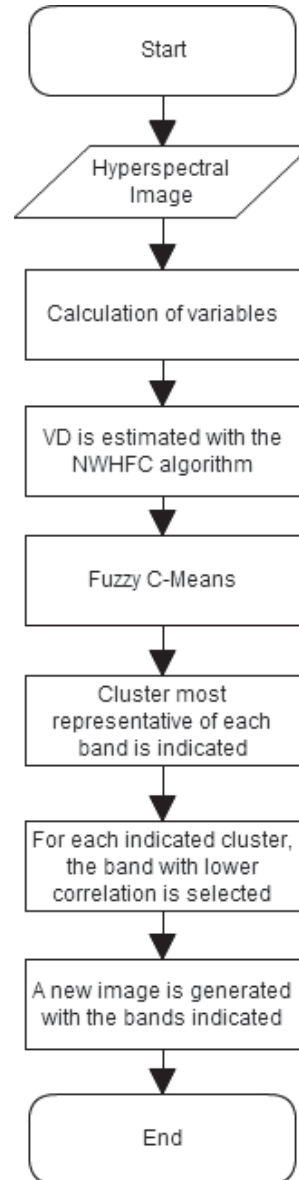 Start
Hyperspectral
Image
Calculation of variables
VD is estimated with the
NWHFC algorithm
Fuzzy C-Means
Cluster most
representative of each
band is indicated
For each indicated cluster,
the band with lower
correlation is selected
A new image is generated
with the bands indicated
End